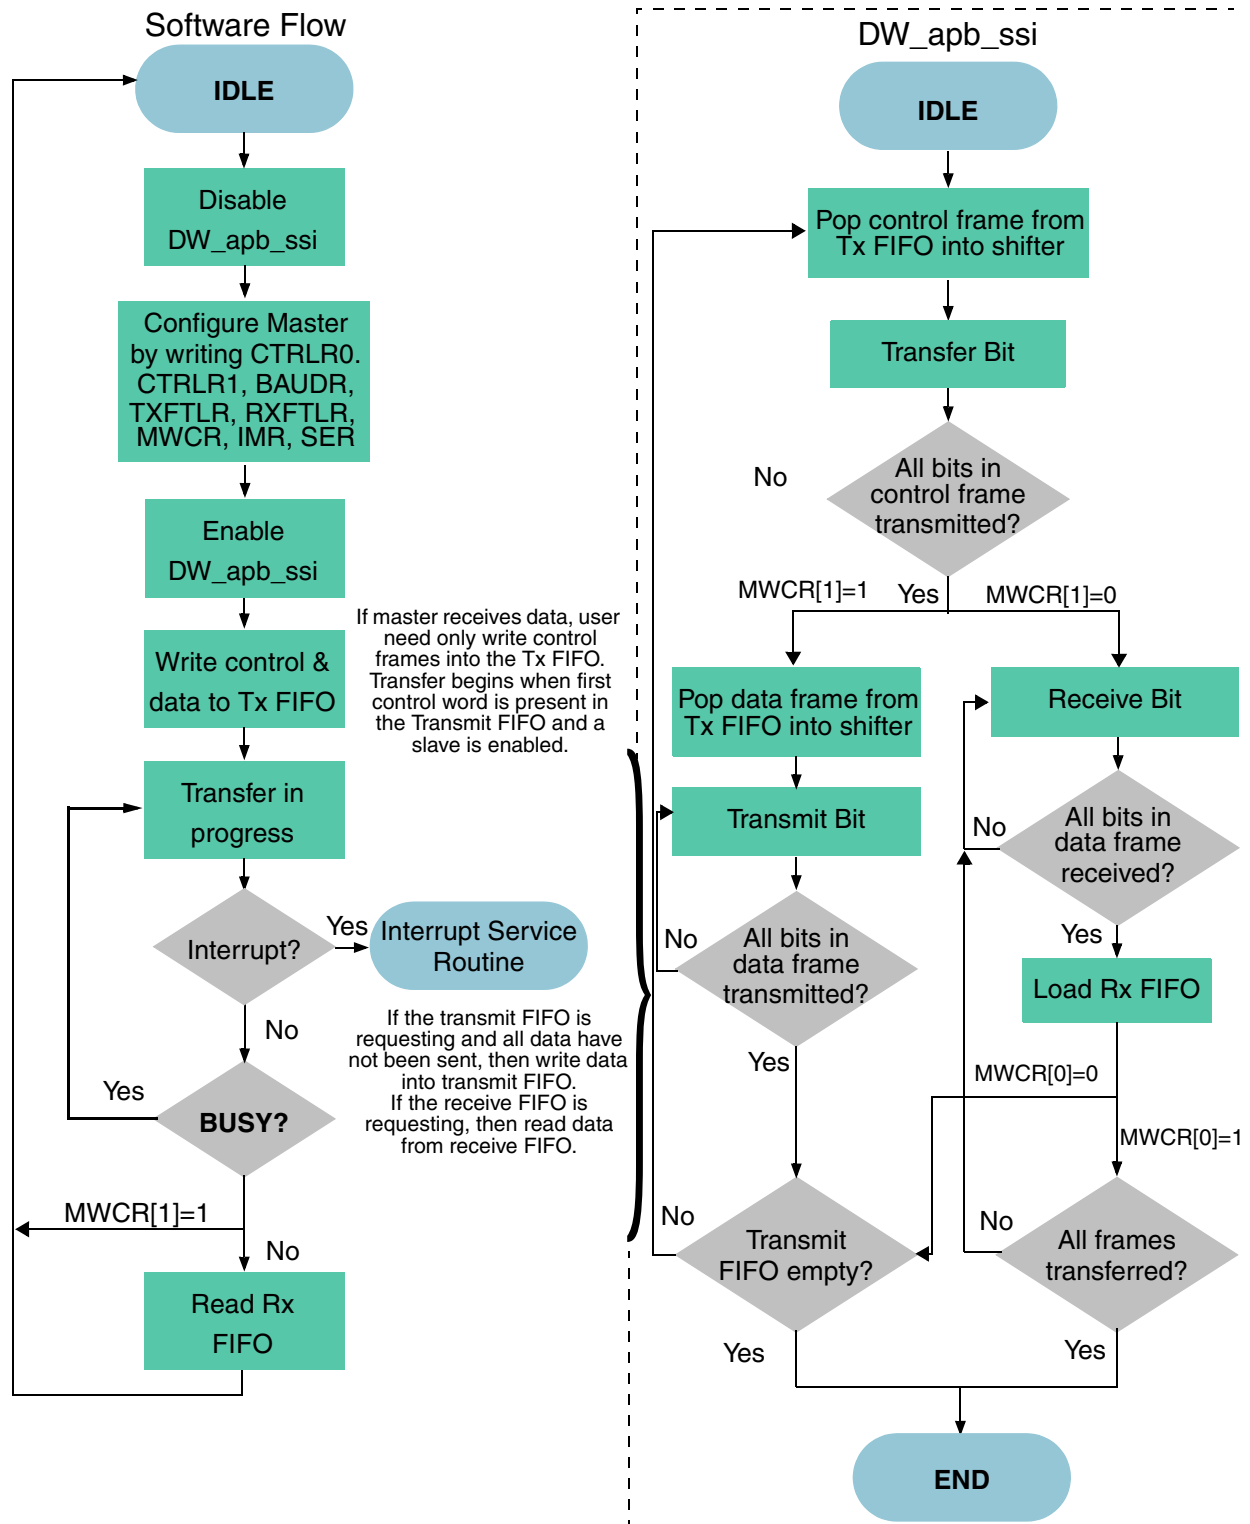 Software Flow
IDLE
Disable
DW_apb_ssi
Configure Master
by writing CTRLR0.
CTRLR1, BAUDR,
TXFTLR, RXFTLR,
MWCR, IMR, SER
Enable
DW_apb_ssi
Write control &
data to Tx FIFO
If master receives data, user
need only write control
frames into the Tx FIFO.
Transfer begins when first
control word is present in
the Transmit FIFO and a
slave is enabled.
Transfer in
progress
Interrupt?
Yes
Interrupt Service
Routine
No
If the transmit FIFO is
requesting and all data have
not been sent, then write data
into transmit FIFO.
If the receive FIFO is
requesting, then read data
from receive FIFO.
Yes
BUSY?
MWCR[1]=1
No
Read Rx
FIFO
DW_apb_ssi
IDLE
Pop control frame from
Tx FIFO into shifter
Transfer Bit
No
All bits in
control frame
transmitted?
MWCR[1]=1
Yes
MWCR[1]=0
Pop data frame from
Tx FIFO into shifter
Transmit Bit
No
All bits in
data frame
transmitted?
Yes
Receive Bit
No
All bits in
data frame
received?
Yes
Load Rx FIFO
MWCR[0]=0
MWCR[0]=1
No
Transmit
FIFO empty?
Yes
No
All frames
transferred?
Yes
END